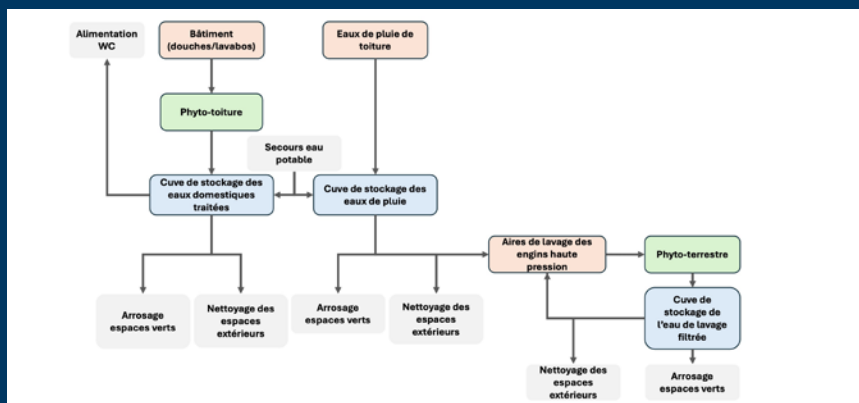 Alimentation
WC
Bâtiment
(douches/lavabos)
Eaux de pluie de
toiture
Phyto-toiture
Secours eau
potable
Cuve de stockage des
eaux domestiques
traitées
Cuve de stockage des
eaux de pluie
Aires de lavage des
engins haute
pression
Phyto-terrestre
Arrosage
espaces verts
Nettoyage des
espaces
extérieurs
Arrosage
espaces verts
Nettoyage des
espaces
extérieurs
Cuve de
stockage de
l'eau de lavage
filtrée
Nettoyage des
espaces
extérieurs
Arrosage
espaces verts